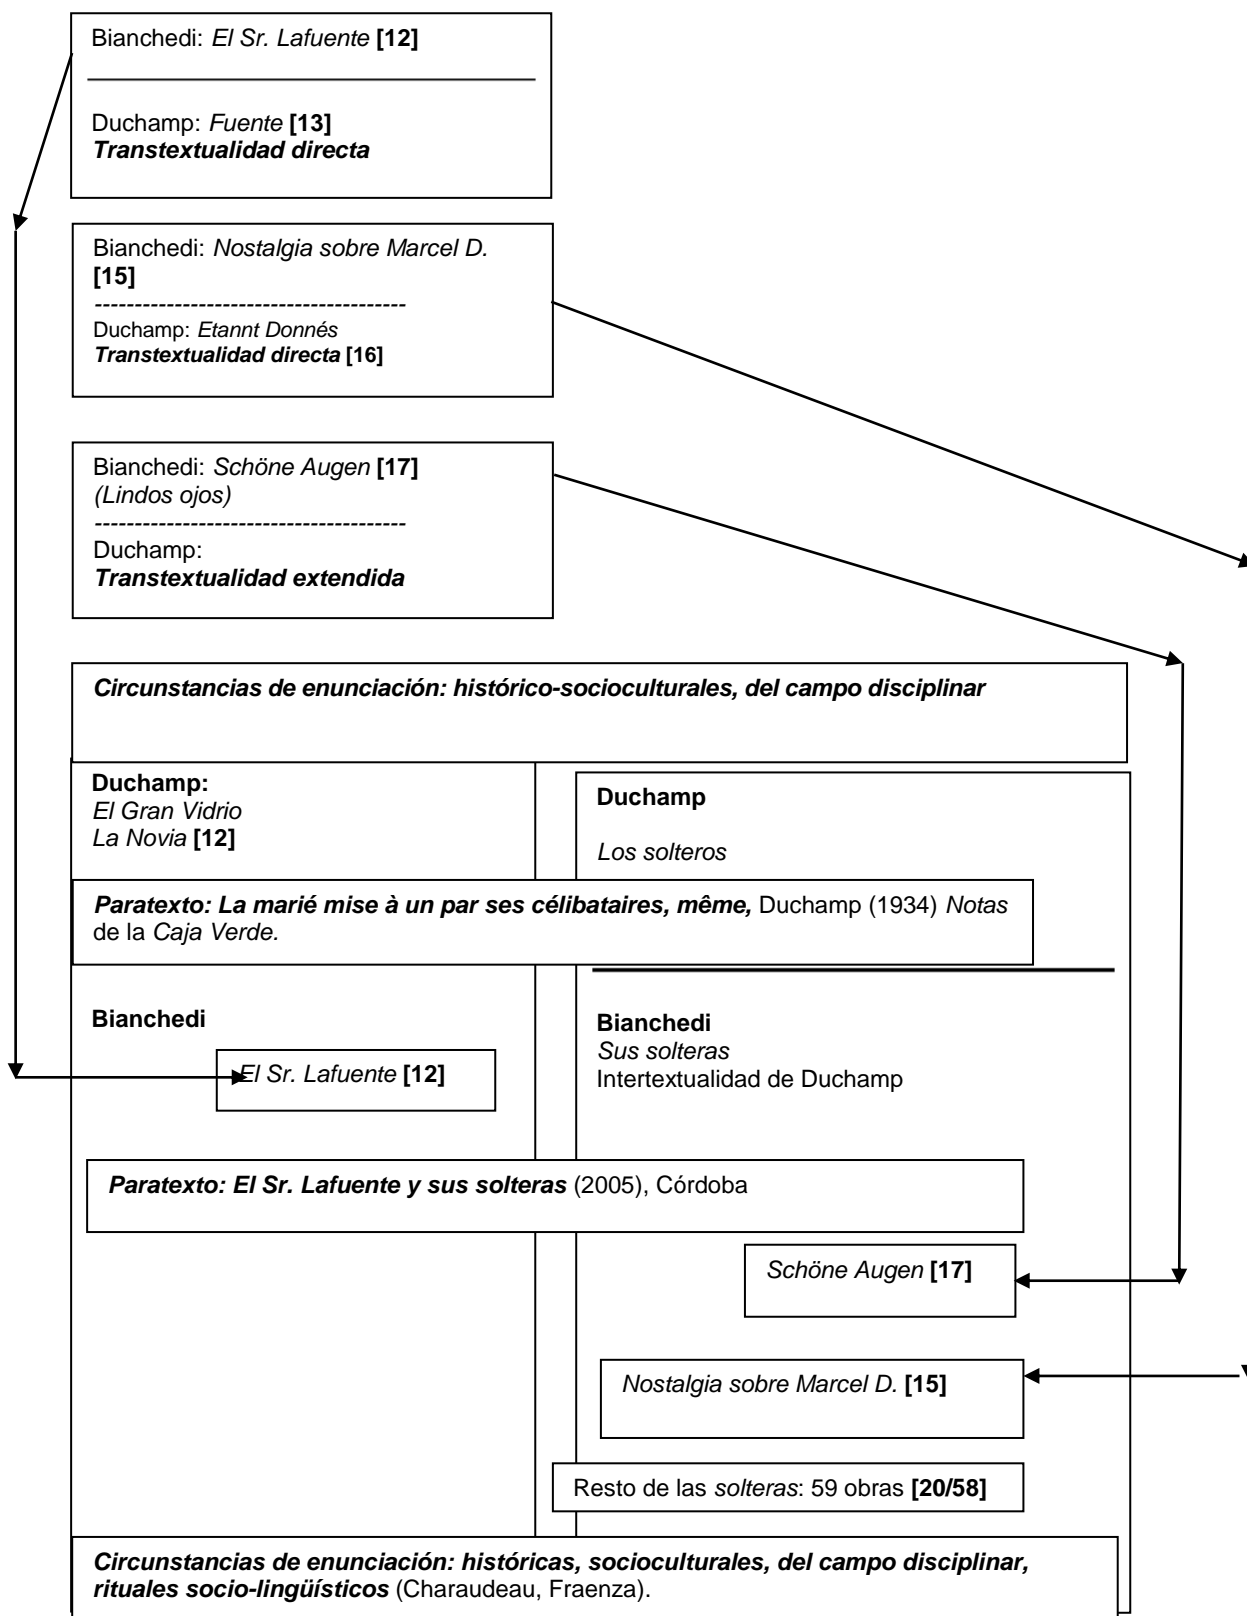 Bianchedi: El Sr. Lafuente [12]
Duchamp: Fuente [13]
Transtextualidad directa
Bianchedi: Nostalgia sobre Marcel D.
[15]
---------------------------------------
Duchamp: Etannt Donnés
Transtextualidad directa [16]
Bianchedi: Schöne Augen [17]
(Lindos ojos)
---------------------------------------
Duchamp:
Transtextualidad extendida
Circunstancias de enunciación: histórico-socioculturales, del campo disciplinar
Duchamp:
El Gran Vidrio
La Novia [12]
Duchamp
Los solteros
Paratexto: La marié mise à un par ses célibataires, même, Duchamp (1934) Notas
de la Caja Verde.
Bianchedi
El Sr. Lafuente [12]
Bianchedi
Sus solteras
Intertextualidad de Duchamp
Paratexto: El Sr. Lafuente y sus solteras (2005), Córdoba
Schöne Augen [17]
Nostalgia sobre Marcel D. [15]
Resto de las solteras: 59 obras [20/58]
Circunstancias de enunciación: históricas, socioculturales, del campo disciplinar,
rituales socio-lingüísticos (Charaudeau, Fraenza).